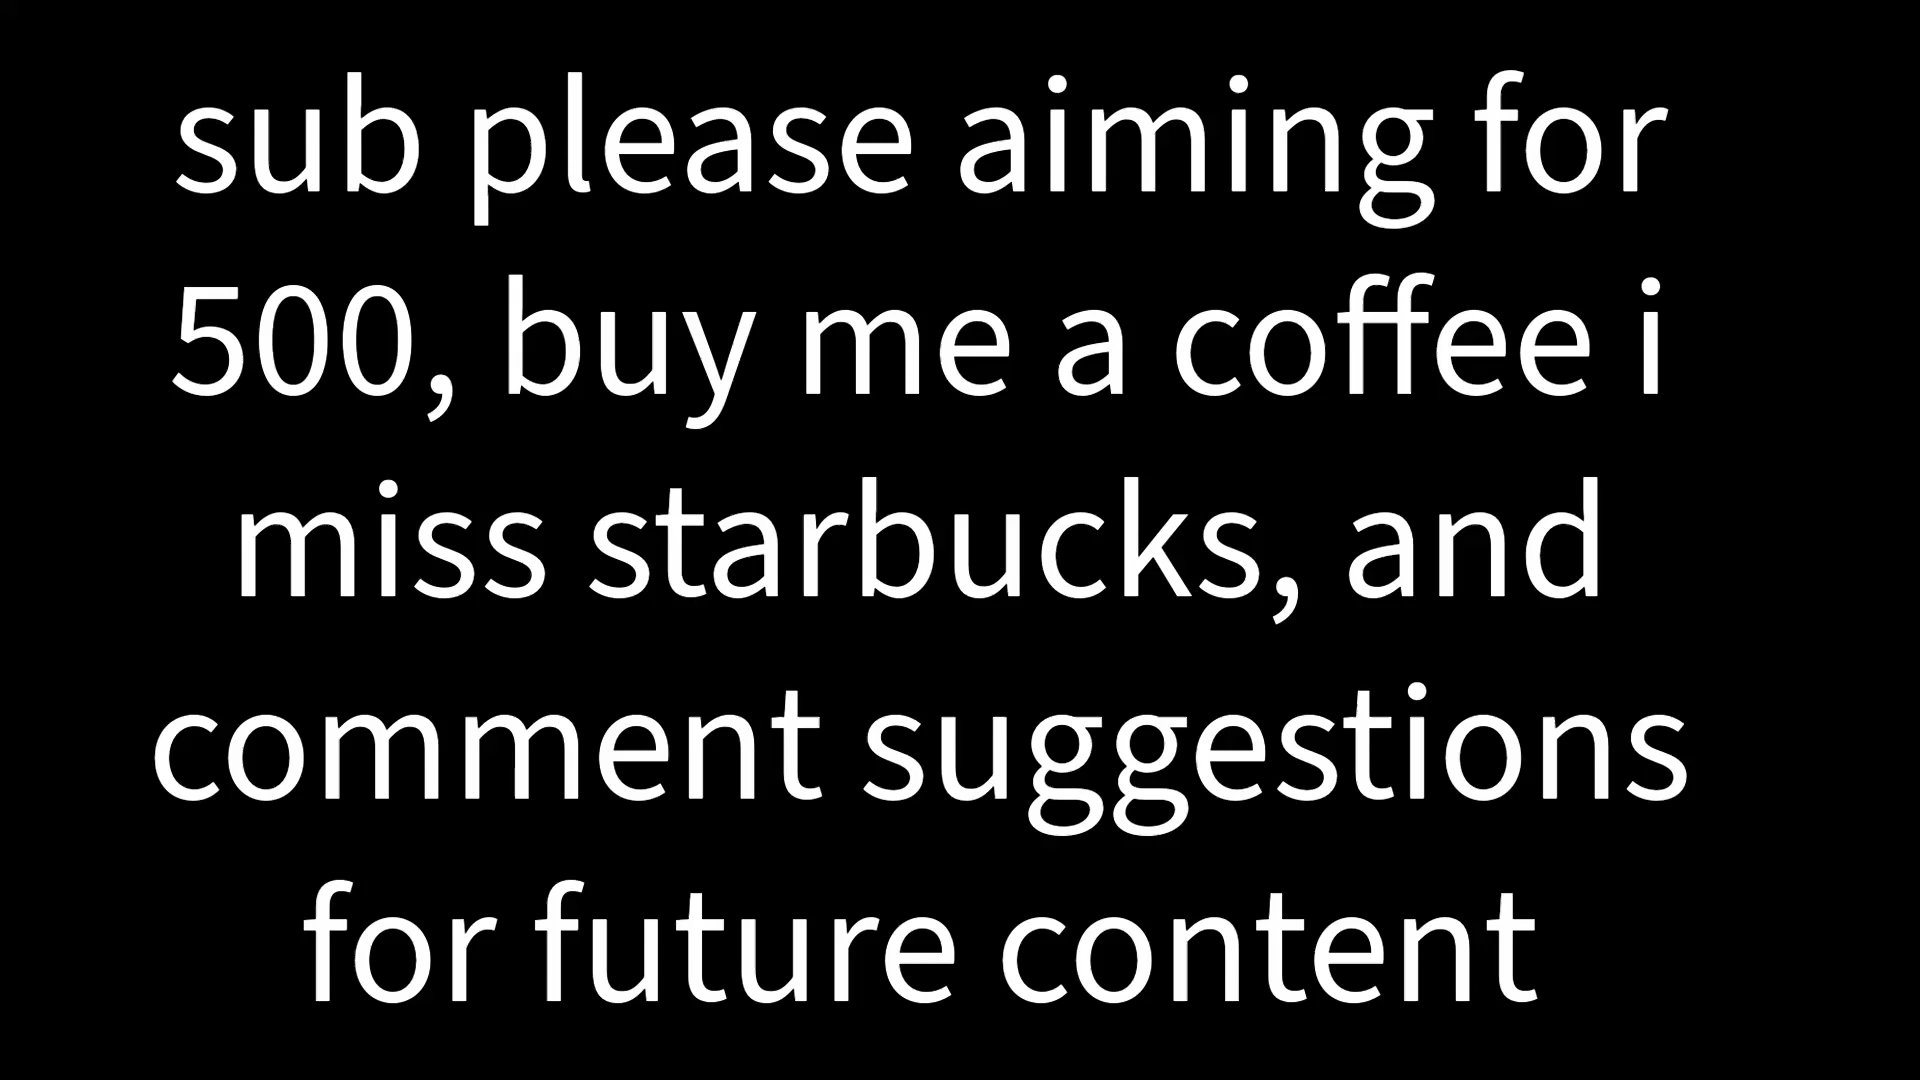 sub please aiming for
500, buy me a coffee i
miss starbucks, and
comment suggestions
for future content